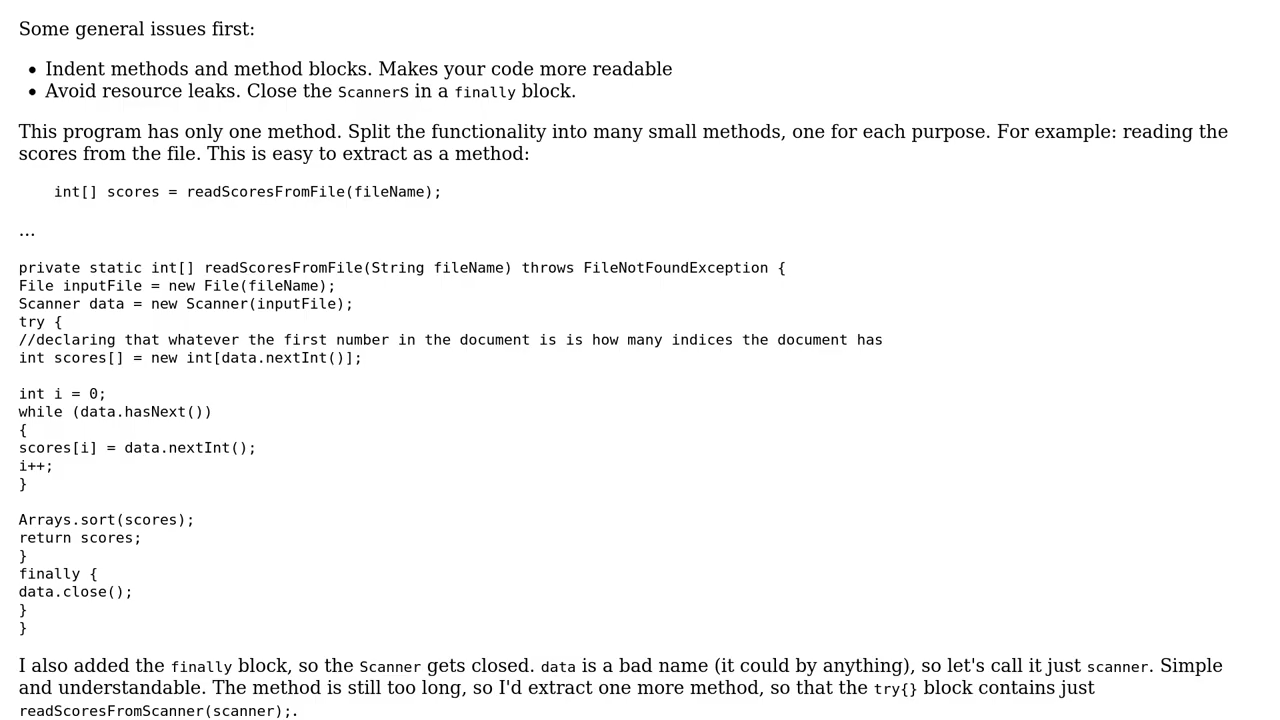 Some general issues first:
• Indent methods and method blocks. Makes your code more readable
• Avoid resource leaks. Close the Scanners in a finally block.
This program has only one method. Split the functionality into many small methods, one for each purpose. For example: reading the
scores from the file. This is easy to extract as a method:
int[] scores = readScoresFromFile(fileName);
...
private static int[] readScoresFromFile(String fileName) throws FileNotFoundException {
File inputFile = new File(fileName);
Scanner data = new Scanner(inputFile);
try {
//declaring that whatever the first number in the document is is how many indices the document has
int scores[] = new int[data.nextInt()];
int i = 0;
while (data.hasNext())
{
scores[i] = data.nextInt();
i++;
}
Arrays.sort(scores);
return scores;
}
finally {
data.close();
}
}
I also added the finally block, so the Scanner gets closed. data is a bad name (it could by anything), so let's call it just scanner. Simple
and understandable. The method is still too long, so I'd extract one more method, so that the try{} block contains just
readScoresFromScanner(scanner);.